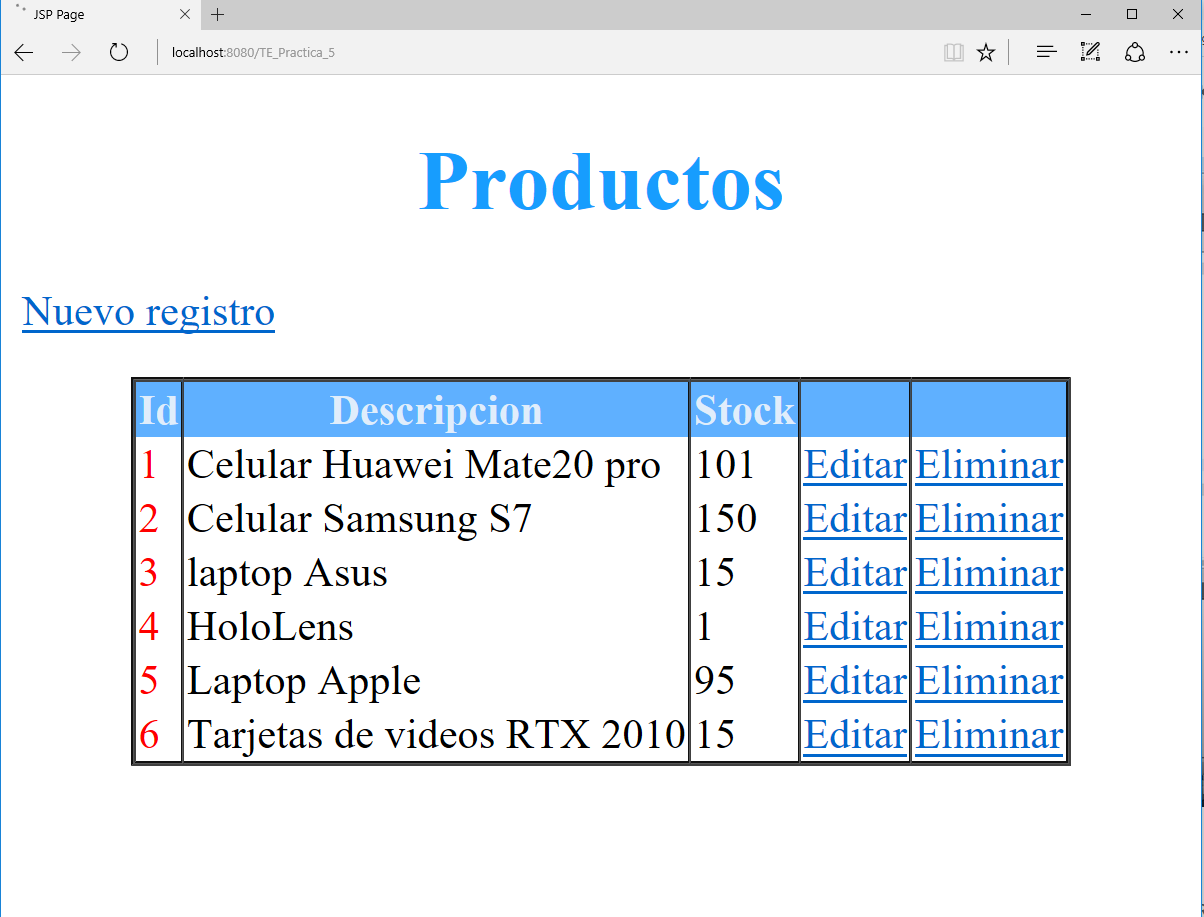 JSP Page
localhost:8080/TE_Practica_5
Productos
Nuevo registro
Id Descripcion Stock
1 Celular Huawei Mate20 pro 101 Editar Eliminar
2 Celular Samsung S7 150 Editar Eliminar
3 laptop Asus 15 Editar Eliminar
4 HoloLens 1 Editar Eliminar
5 Laptop Apple 95 Editar Eliminar
6 Tarjetas de videos RTX 2010 15 Editar Eliminar